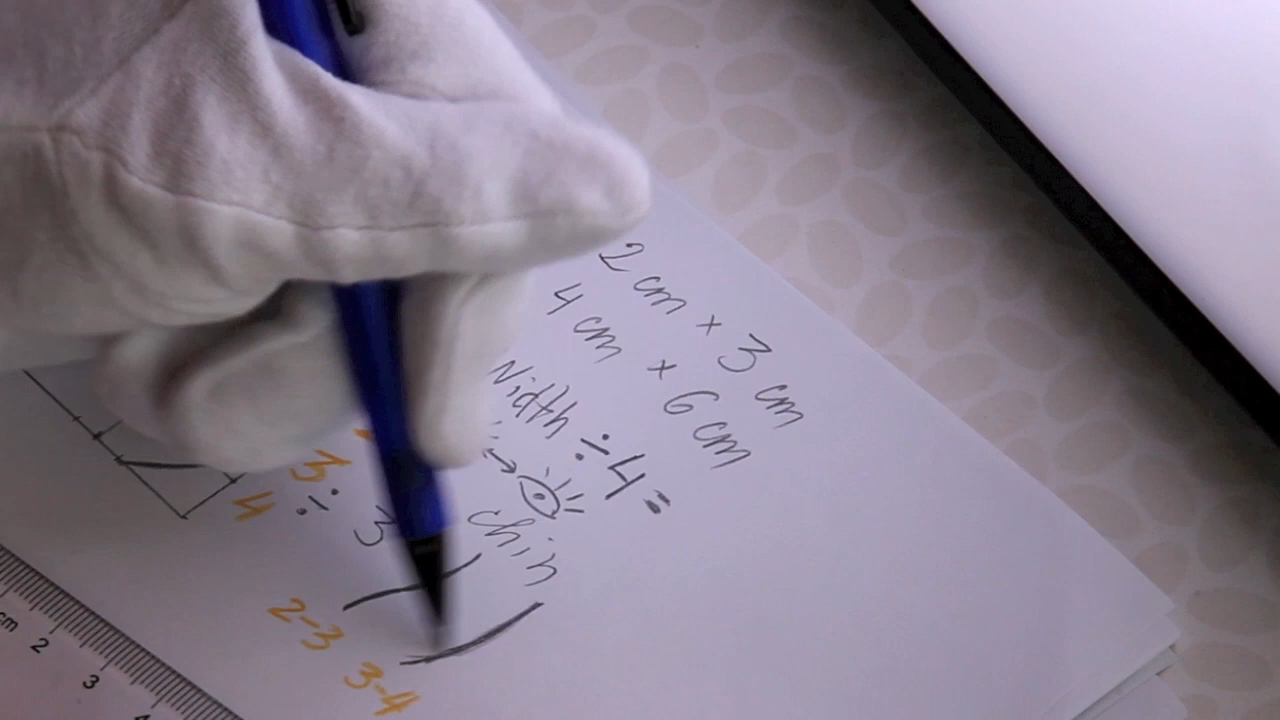 2 cm x 3 cm
4 cm x 6 cm
Width ÷ 4 =
chin
3
4 ÷ 3
2-3
3-4
cm 2 3 4